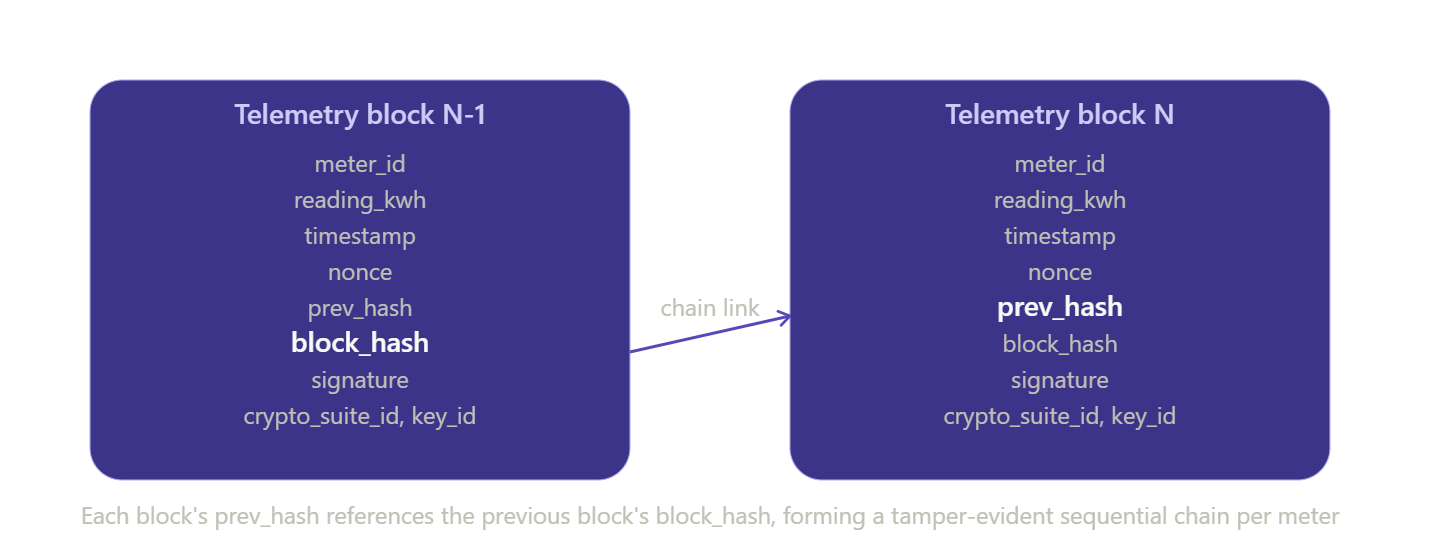 Telemetry block N-1
meter_id
reading_kwh
timestamp
nonce
prev_hash
block_hash
signature
crypto_suite_id, key_id
chain link
Telemetry block N
meter_id
reading_kwh
timestamp
nonce
prev_hash
block_hash
signature
crypto_suite_id, key_id
Each block's prev_hash references the previous block's block_hash, forming a tamper-evident sequential chain per meter